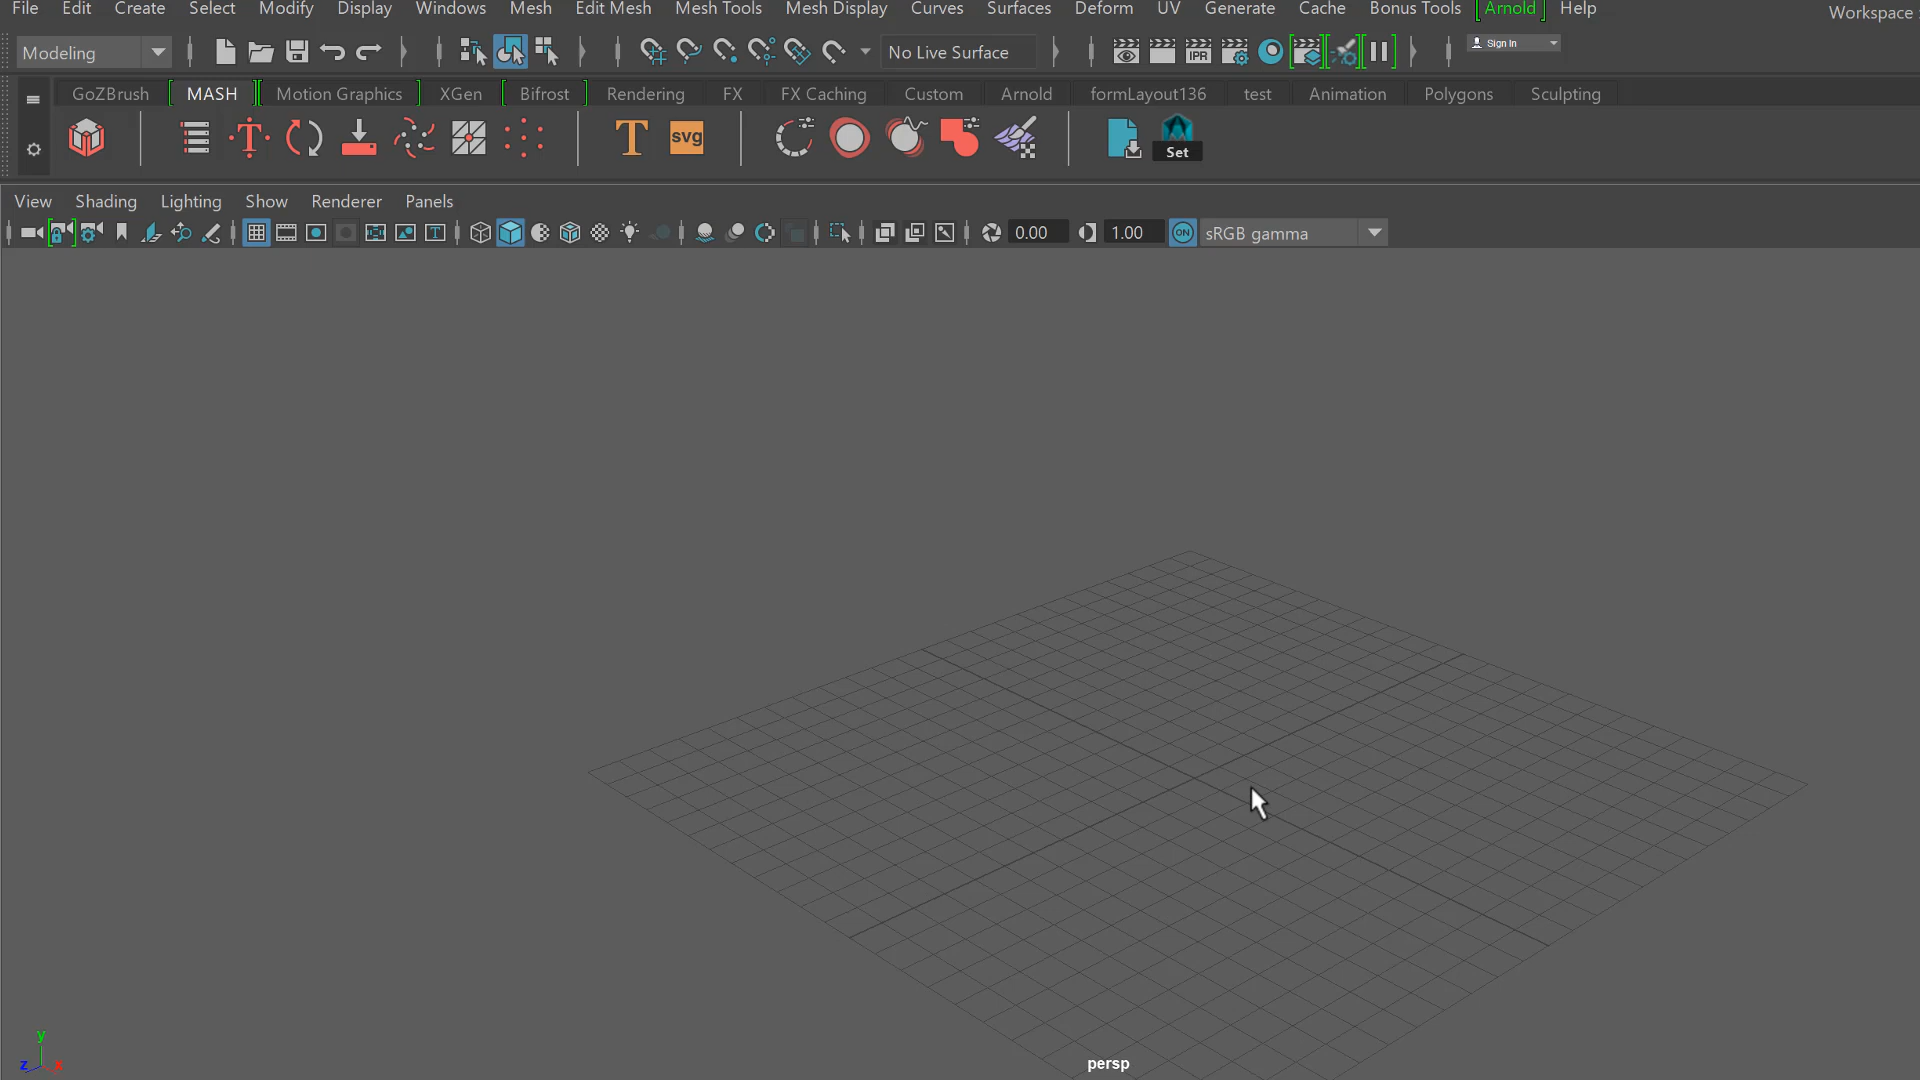 File Edit Create Select Modify Display Windows Mesh Edit Mesh Mesh Tools Mesh Display Curves Surfaces Deform UV Generate Cache Bonus Tools [Arnold] Help Workspace
Modeling No Live Surface IPR Sign In
GoZBrush MASH Motion Graphics XGen Bifrost Rendering FX FX Caching Custom Arnold formLayout136 test Animation Polygons Sculpting
T T svg Set
View Shading Lighting Show Renderer Panels
T 0.00 1.00 ON sRGB gamma
y
z x
persp